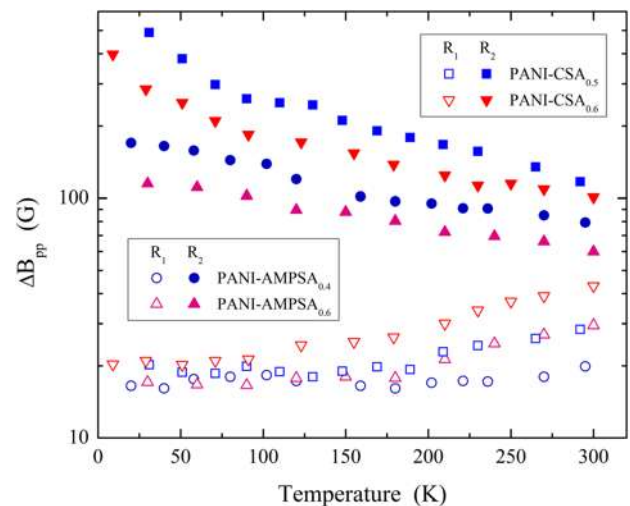 R₁ R₂
PANI-CSA₀.₅
PANI-CSA₀.₆
100
ΔB_pp (G)
R₁ R₂
PANI-AMPSA₀.₄
PANI-AMPSA₀.₆
10
0 50 100 150 200 250 300
Temperature (K)